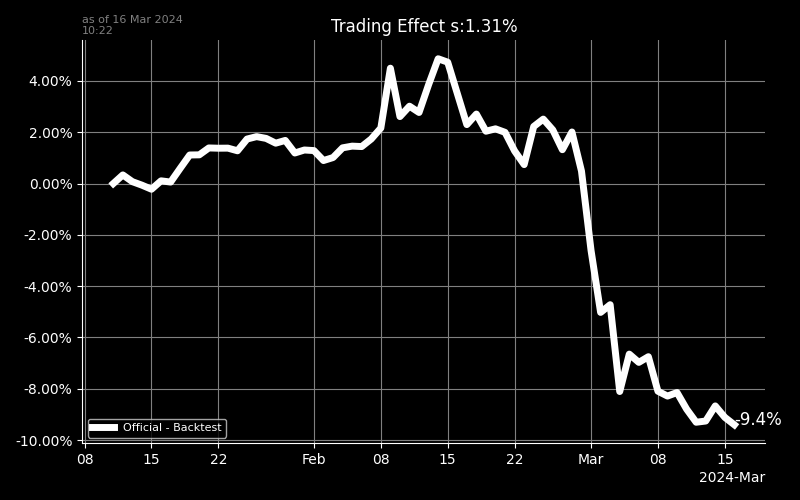 as of 16 Mar 2024
10:22
Trading Effect s:1.31%
4.00%
2.00%
0.00%
-2.00%
-4.00%
-6.00%
-8.00%
-10.00%
Official - Backtest
-9.4%
08 15 22 Feb 08 15 22 Mar 08 15
2024-Mar